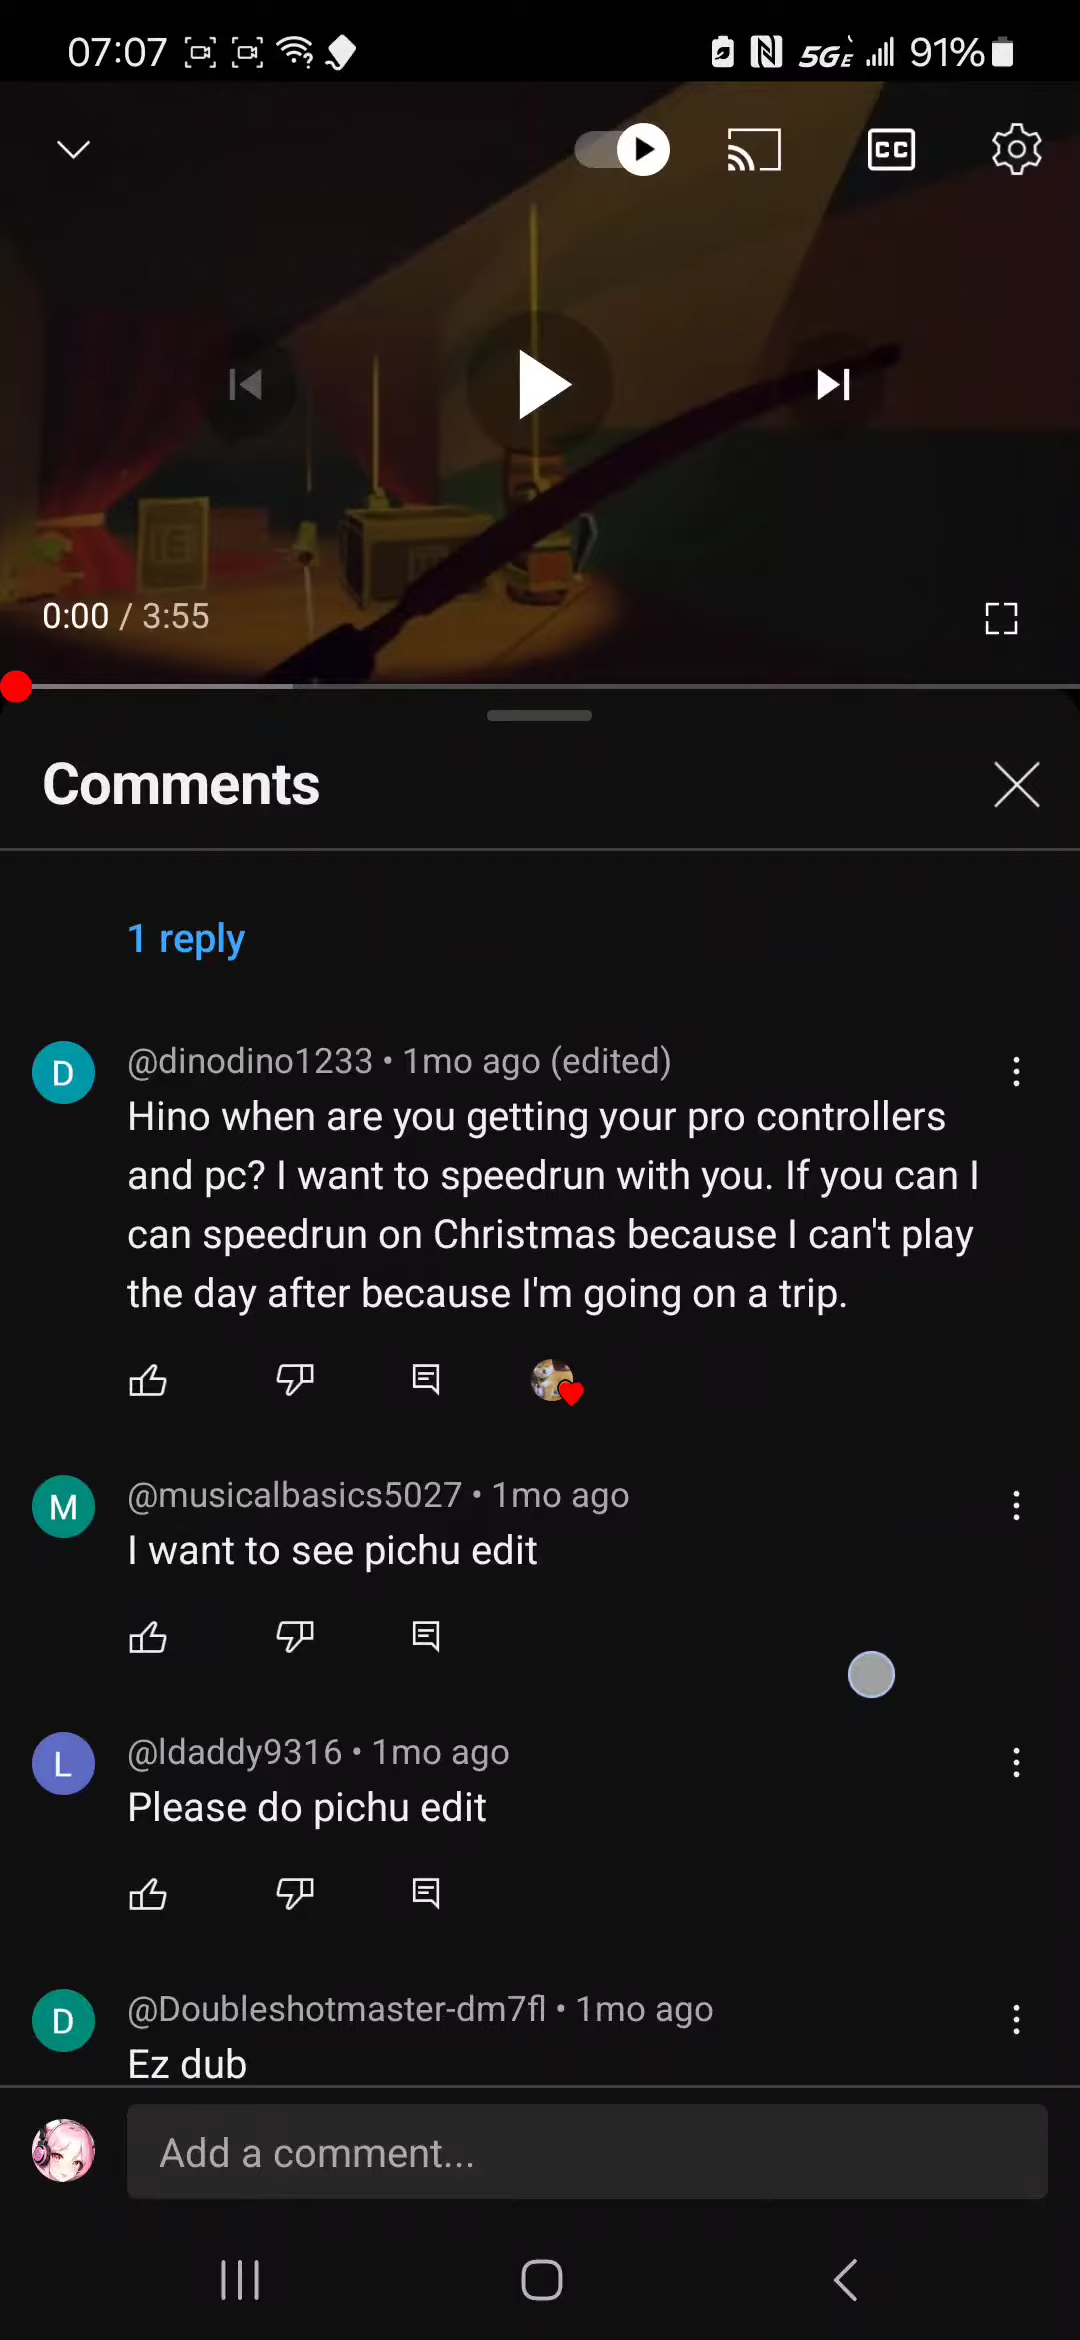 07:07
5GE
91%
CC
0:00 / 3:55
Comments
1 reply
D
@dinodino1233 • 1mo ago (edited)
Hino when are you getting your pro controllers
and pc? I want to speedrun with you. If you can I
can speedrun on Christmas because I can't play
the day after because I'm going on a trip.
M
@musicalbasics5027 • 1mo ago
I want to see pichu edit
L
@ldaddy9316 • 1mo ago
Please do pichu edit
D
@Doubleshotmaster-dm7fl • 1mo ago
Ez dub
Add a comment...